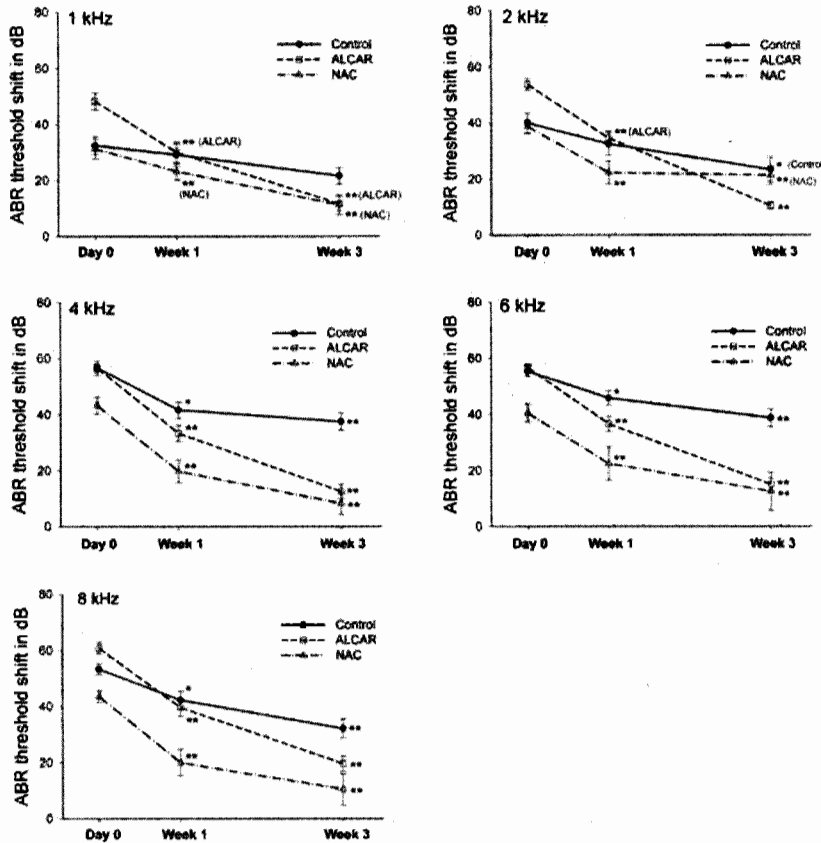 1 kHz
ABR threshold shift in dB
80
60
40
20
0
Control
ALCAR
NAC
** (ALCAR)
**
(NAC)
** (ALCAR)
** (NAC)
Day 0 Week 1 Week 3
2 kHz
ABR threshold shift in dB
80
60
40
20
0
Control
ALCAR
NAC
** (ALCAR)
**
* (Control
** (NAC)
**
Day 0 Week 1 Week 3
4 kHz
ABR threshold shift in dB
80
60
40
20
0
Control
ALCAR
NAC
*
**
**
**
**
**
Day 0 Week 1 Week 3
6 kHz
ABR threshold shift in dB
80
60
40
20
0
Control
ALCAR
NAC
*
**
**
**
**
**
Day 0 Week 1 Week 3
8 kHz
ABR threshold shift in dB
80
60
40
20
0
Control
ALCAR
NAC
*
**
**
**
**
**
Day 0 Week 1 Week 3